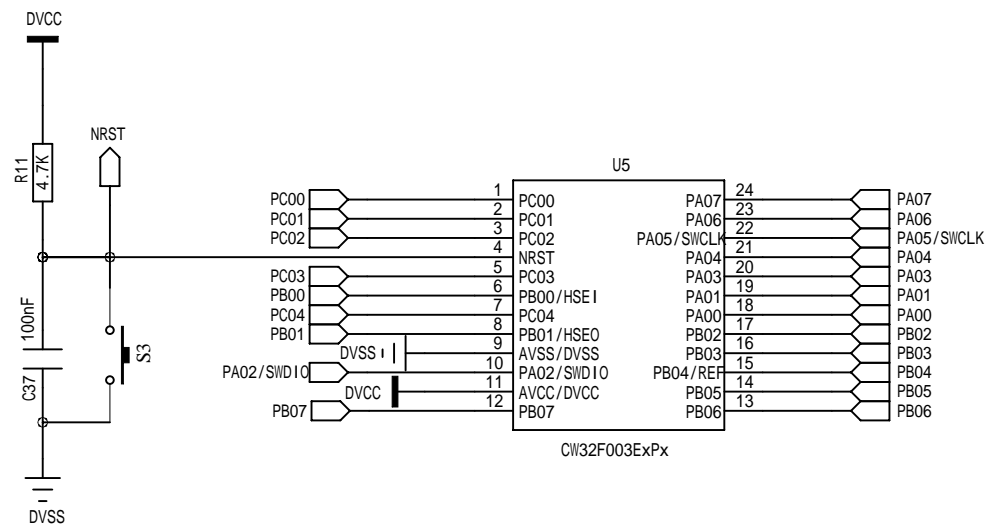 DVCC
NRST
R11
4.7K
100nF
C37
S3
DVSS
U5
PC00 1 PC00
PC01 2 PC01
PC02 3 PC02
4 NRST
PC03 5 PC03
PB00 6 PB00/HSEI
PC04 7 PC04
PB01 8 PB01/HSEO
DVSS 9 AVSS/DVSS
PA02/SWDIO 10 PA02/SWDIO
DVCC 11 AVCC/DVCC
PB07 12 PB07
PA07 24 PA07
PA06 23 PA06
PA05/SWCLK 22 PA05/SWCLK
PA04 21 PA04
PA03 20 PA03
PA01 19 PA01
PA00 18 PA00
PB02 17 PB02
PB03 16 PB03
PB04/REF 15 PB04
PB05 14 PB05
PB06 13 PB06
CW32F003ExPx